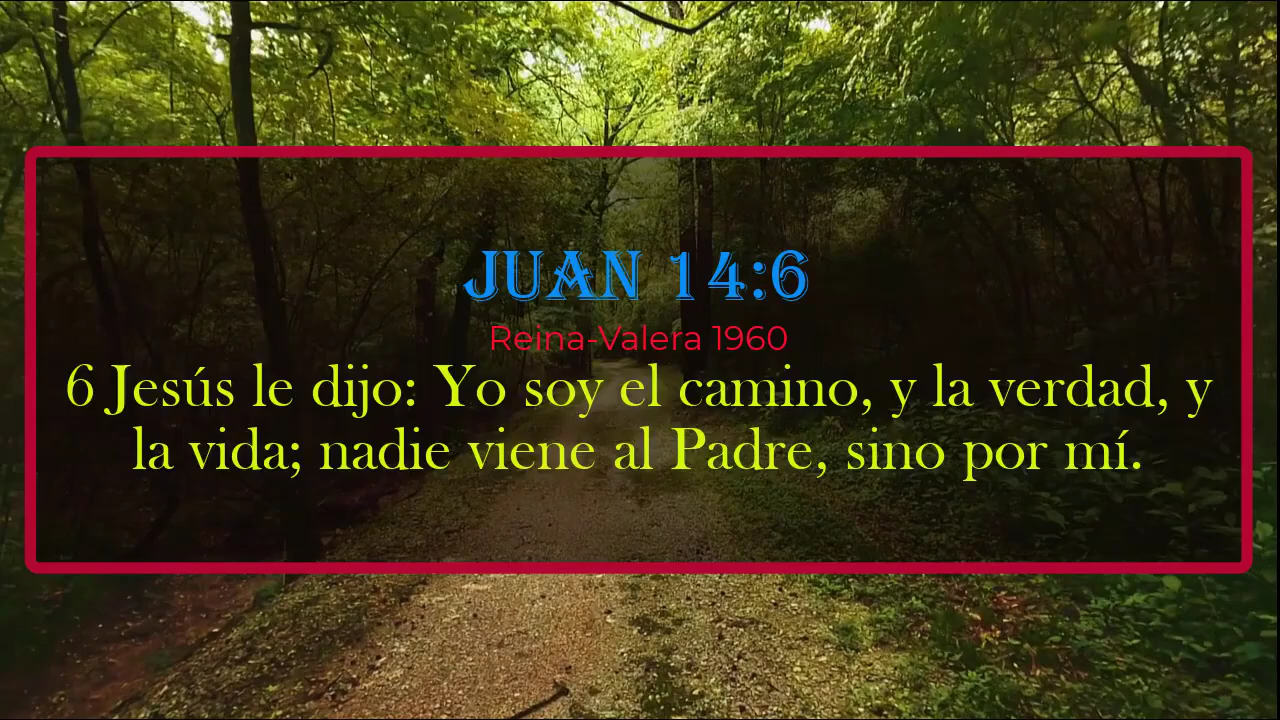 JUAN 14:6
Reina-Valera 1960
6 Jesús le dijo: Yo soy el camino, y la verdad, y
la vida; nadie viene al Padre, sino por mí.